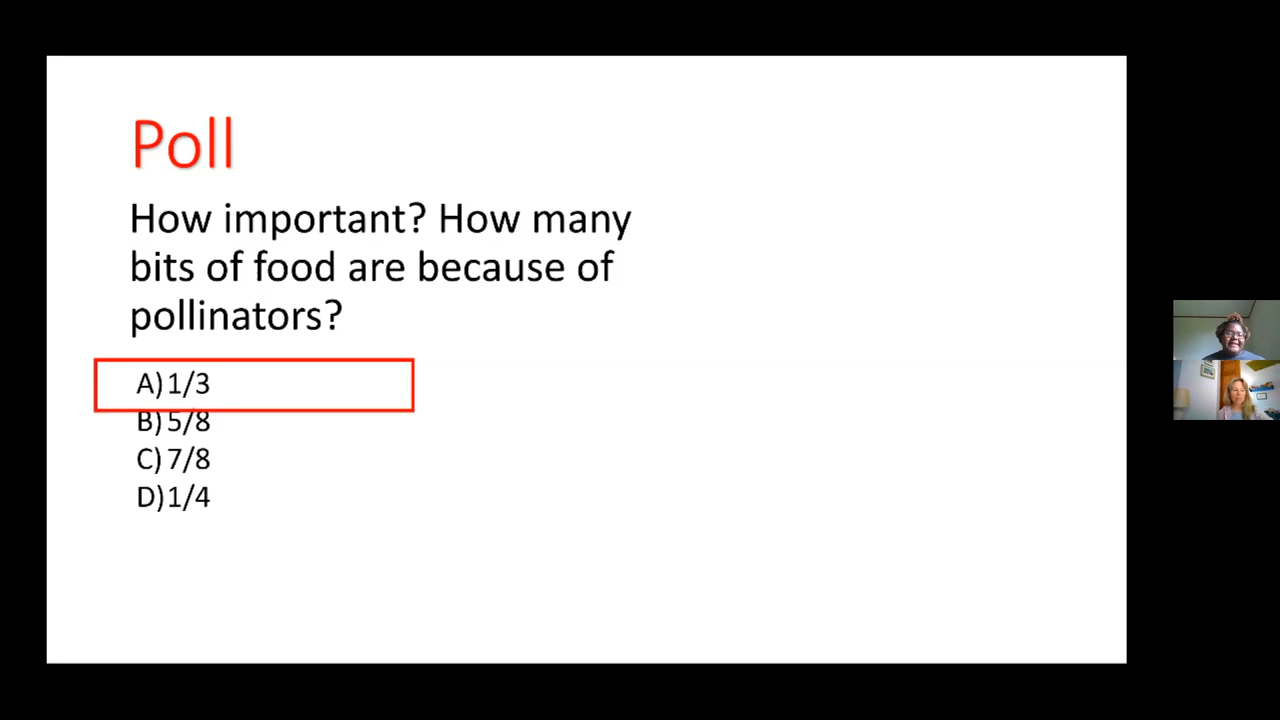 Poll
How important? How many
bits of food are because of
pollinators?
A) 1/3
B) 5/8
C) 7/8
D) 1/4